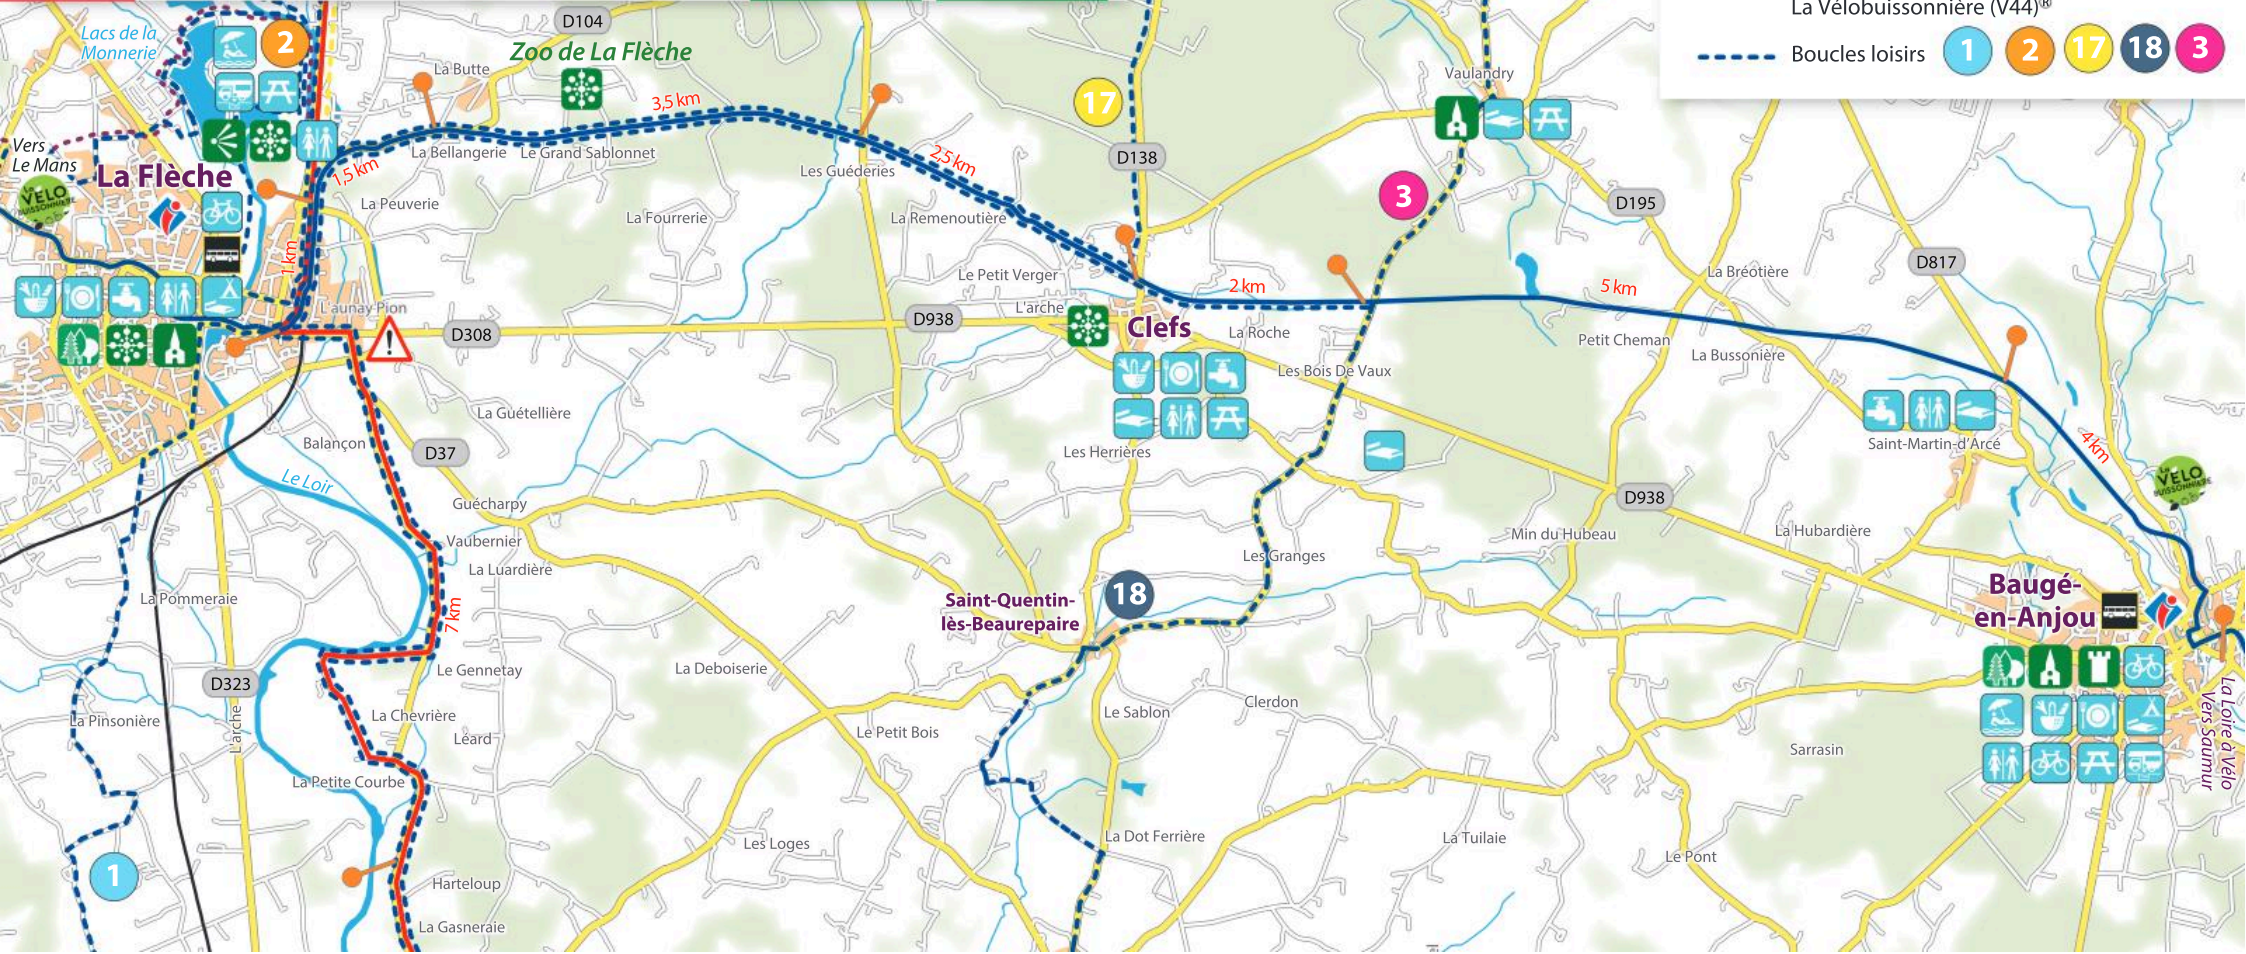 La Vélobuissonnière (V44)®
Boucles loisirs 1 2 17 18 3
Lacs de la
Monnerie
2
D104
Zoo de La Flèche
La Butte
3,5 km
17
Vaulandry
Vers
Le Mans
La Flèche
VÉLO
BUISSONNIÈRE
1,5 km
La Bellangerie
Le Grand Sablonnet
Les Guédéries
2,5 km
D138
3
D195
La Peuverie
La Fourrerie
La Remenoutière
1 km
L'aunay-Pion
Le Petit Verger
L'arche
2 km
5 km
La Bréotière
D817
D308
D938
Clefs
La Roche
Petit Cheman
La Bussonière
Les Bois De Vaux
La Guétellière
Balançon
D37
Les Herrières
Saint-Martin-d'Arcé
4 km
La
VÉLO
BUISSONNIÈRE
Le Loir
Guécharpy
Vaubernier
La Luardière
D938
Min du Hubeau
La Hubardière
Les Granges
La Pommeraie
7 km
Saint-Quentin-
lès-Beaurepaire
18
Baugé-
en-Anjou
D323
L'arche
Le Gennetay
La Deboiserie
La Pinsonière
La Chevrière
Léard
Le Petit Bois
Le Sablon
Clerdon
Sarrasin
La Loire à Vélo
Vers Saumur
La Petite Courbe
1
Les Loges
La Dot Ferrière
La Tuilaie
Le Pont
Harteloup
La Gasneraie